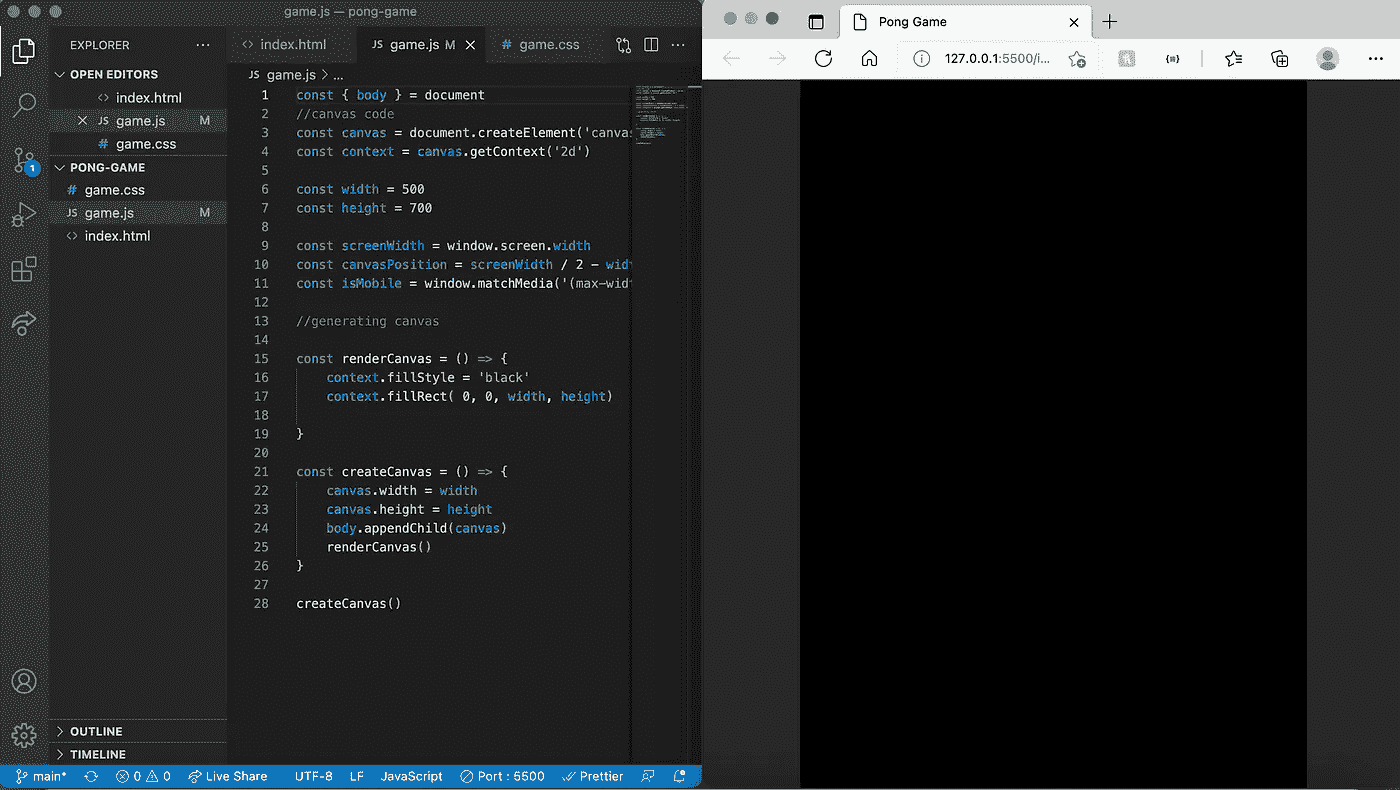 game.js — pong-game
EXPLORER
OPEN EDITORS
index.html
JS game.js M
# game.css
PONG-GAME
# game.css
JS game.js M
index.html
OUTLINE
TIMELINE
<> index.html
JS game.js M
# game.css
JS game.js > ...
1 const { body } = document
2 //canvas code
3 const canvas = document.createElement('canvas
4 const context = canvas.getContext('2d')
5
6 const width = 500
7 const height = 700
8
9 const screenWidth = window.screen.width
10 const canvasPosition = screenWidth / 2 - widt
11 const isMobile = window.matchMedia('(max-widt
12
13 //generating canvas
14
15 const renderCanvas = () => {
16 context.fillStyle = 'black'
17 context.fillRect( 0, 0, width, height)
18
19 }
20
21 const createCanvas = () => {
22 canvas.width = width
23 canvas.height = height
24 body.appendChild(canvas)
25 renderCanvas()
26 }
27
28 createCanvas()
1
main* 0 0 Live Share UTF-8 LF JavaScript Port : 5500 Prettier
Pong Game
127.0.0.1:5500/i...